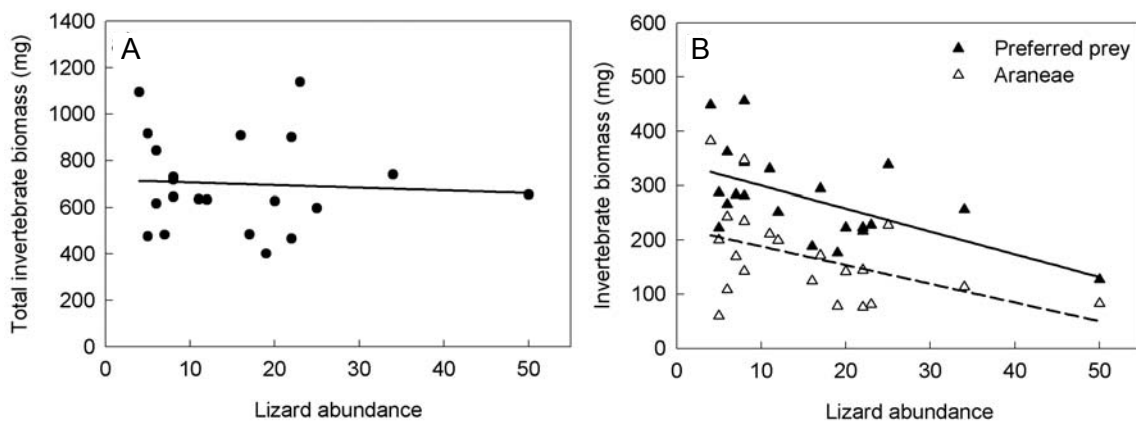 A
Total invertebrate biomass (mg)
1400
1200
1000
800
600
400
200
0
0 10 20 30 40 50
Lizard abundance
B
Preferred prey
Araneae
Invertebrate biomass (mg)
600
500
400
300
200
100
0
0 10 20 30 40 50
Lizard abundance